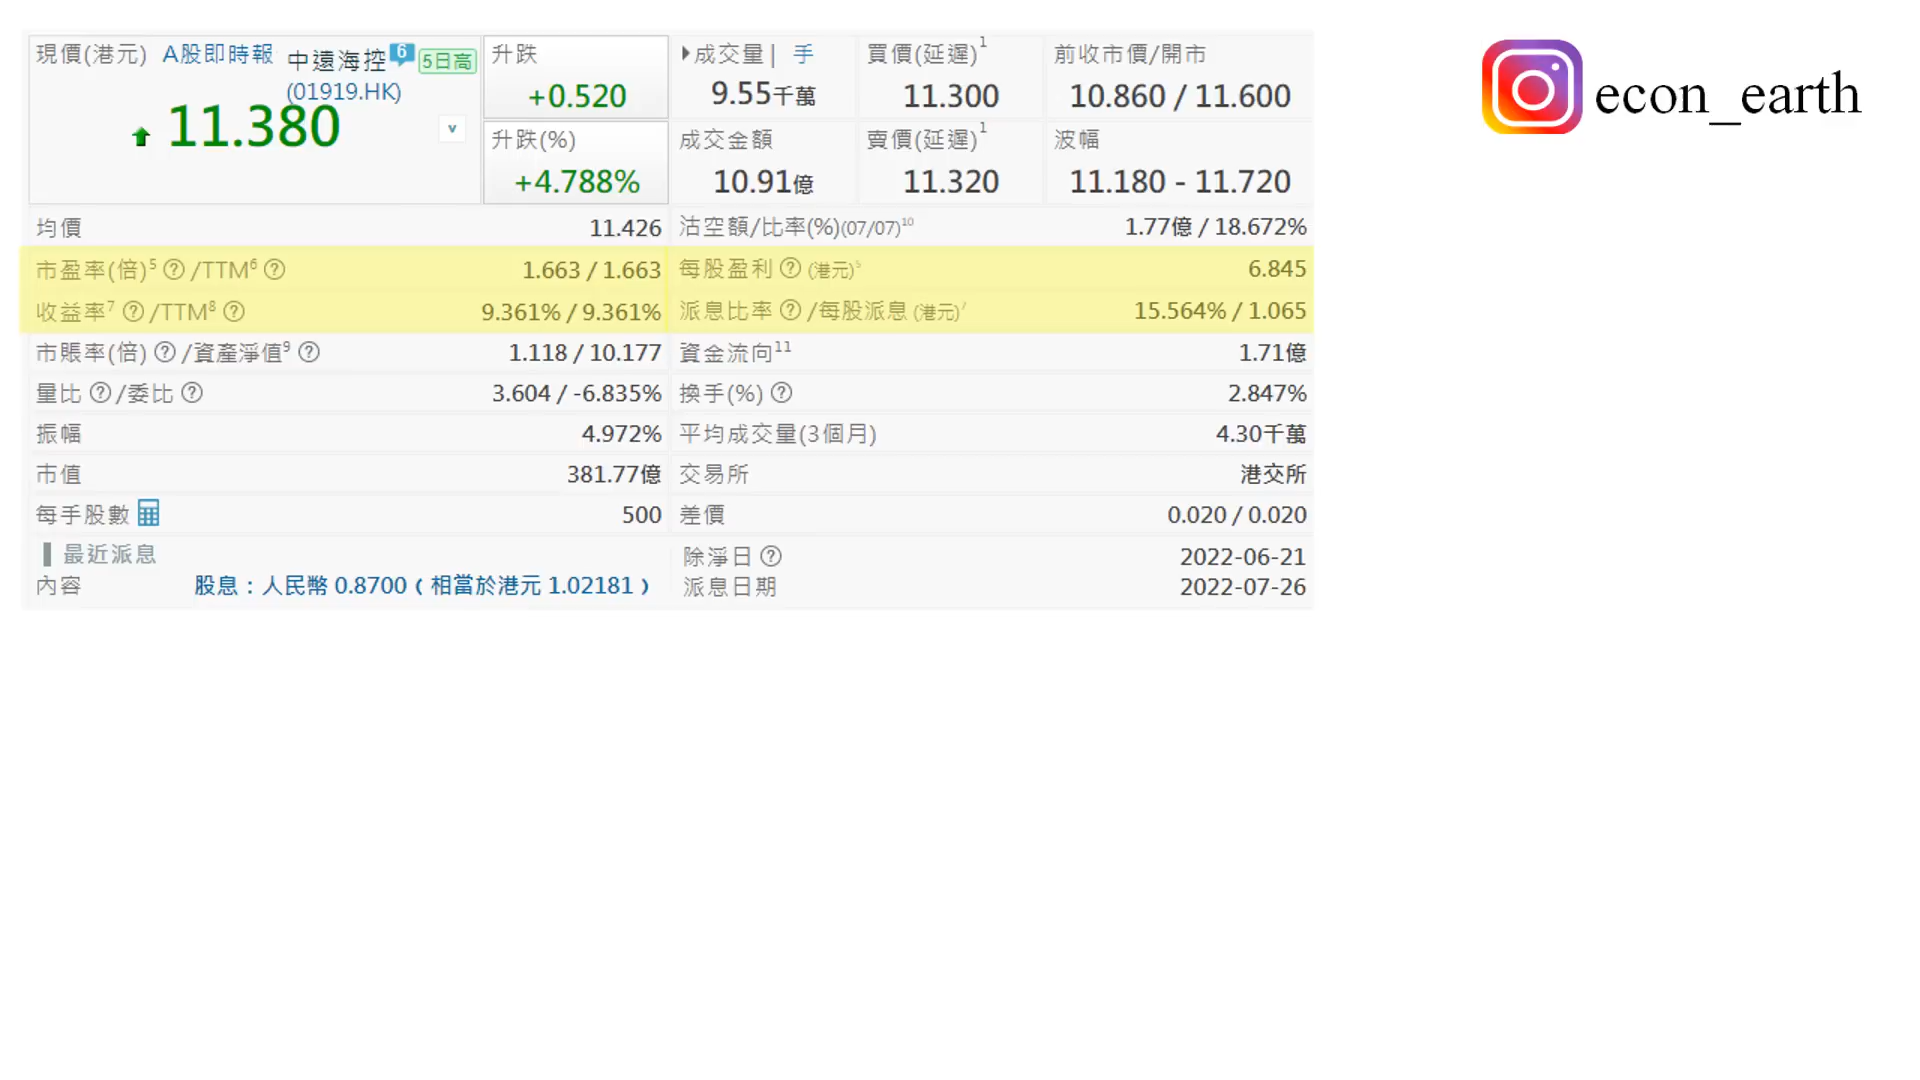 現價(港元) A股即時報 中遠海控 6 5日高
(01919.HK)
11.380 v
升跌
+0.520
升跌(%)
+4.788%
成交量 | 手
9.55千萬
成交金額
10.91億
買價(延遲)1
11.300
賣價(延遲)1
11.320
前收市價/開市
10.860 / 11.600
波幅
11.180 - 11.720
均價 11.426 沽空額/比率(%)(07/07)10 1.77億 / 18.672%
市盈率(倍)5 ? /TTM6 ? 1.663 / 1.663 每股盈利 ? (港元)5 6.845
收益率7 ? /TTM8 ? 9.361% / 9.361% 派息比率 ? /每股派息 (港元)7 15.564% / 1.065
市賬率(倍) ? /資產淨值9 ? 1.118 / 10.177 資金流向11 1.71億
量比 ? /委比 ? 3.604 / -6.835% 換手(%) ? 2.847%
振幅 4.972% 平均成交量(3個月) 4.30千萬
市值 381.77億 交易所 港交所
每手股數 500 差價 0.020 / 0.020
最近派息 除淨日 ? 2022-06-21
內容 股息：人民幣 0.8700 ( 相當於港元 1.02181 ) 派息日期 2022-07-26
econ_earth